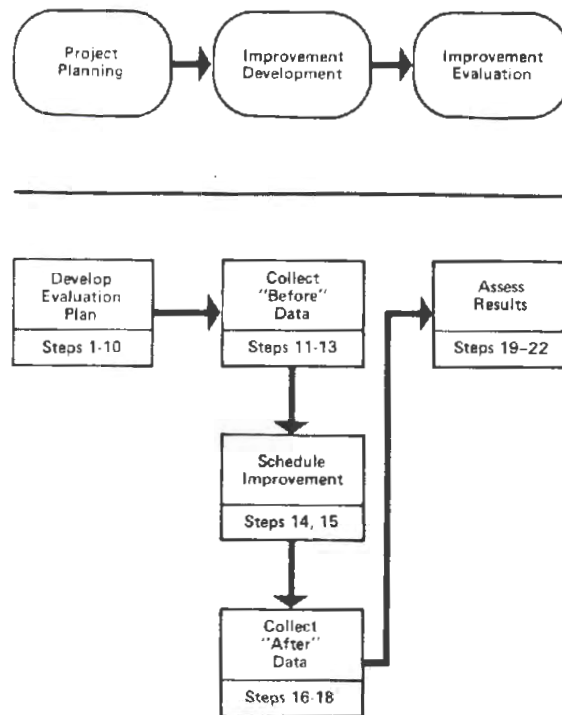 Project
Planning
Improvement
Development
Improvement
Evaluation
Develop
Evaluation
Plan
Steps 1-10
Collect
"Before"
Data
Steps 11-13
Assess
Results
Steps 19-22
Schedule
Improvement
Steps 14, 15
Collect
"After"
Data
Steps 16-18